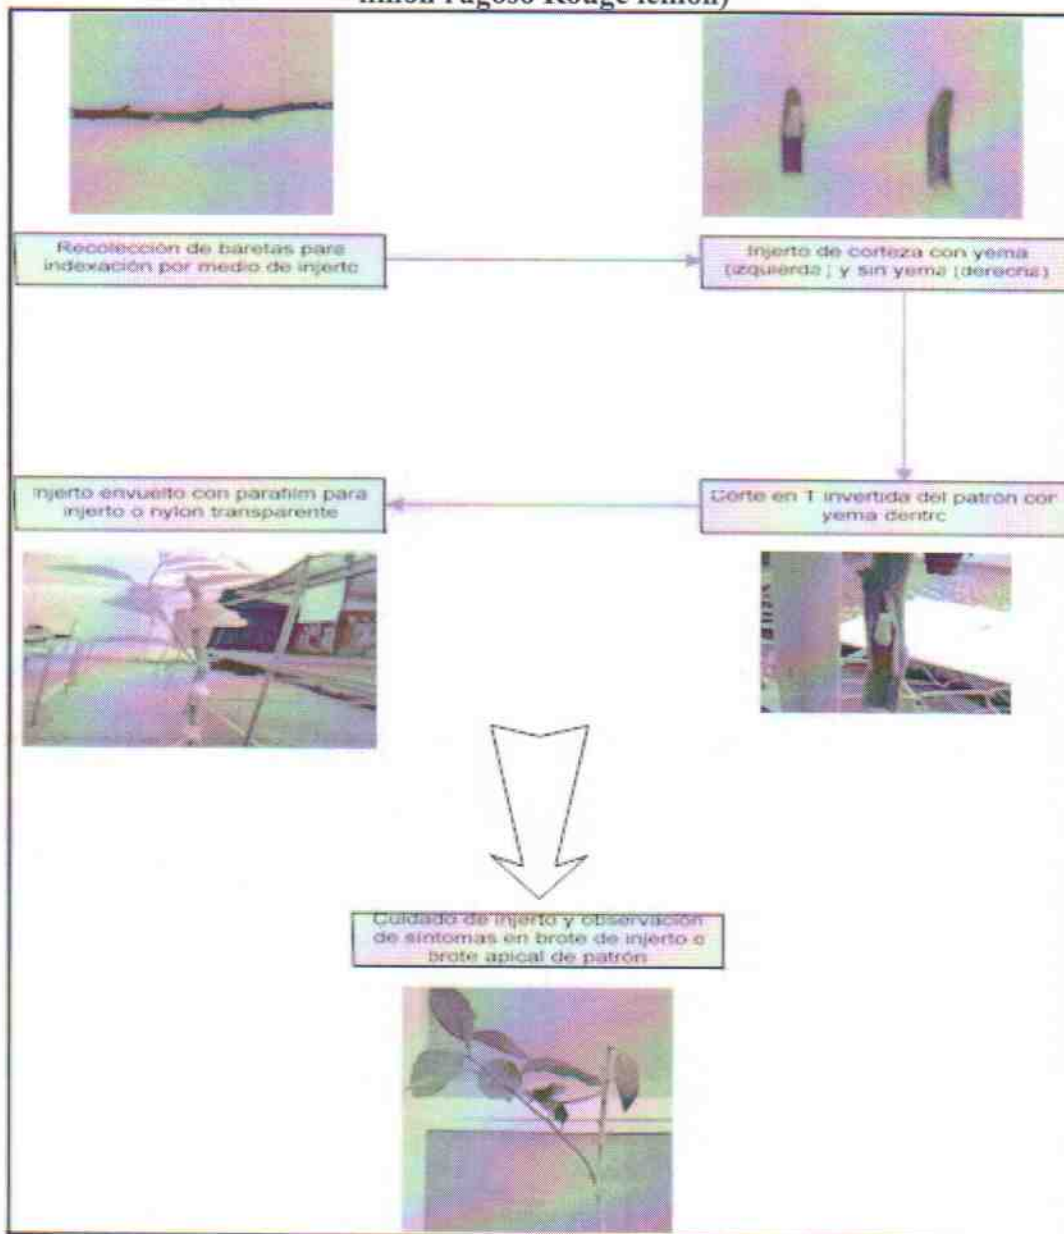 limón rugoso Rouge lemon)
Recolección de baretas para
indexación por medio de injerto
Injerto de corteza con yema
(izquierda) y sin yema (derecha)
Injerto envuelto con parafilm para
injerto o nylon transparente
Corte en T invertida del patrón con
yema dentro
Cuidado de injerto y observación
de síntomas en brote de injerto o
brote apical de patrón